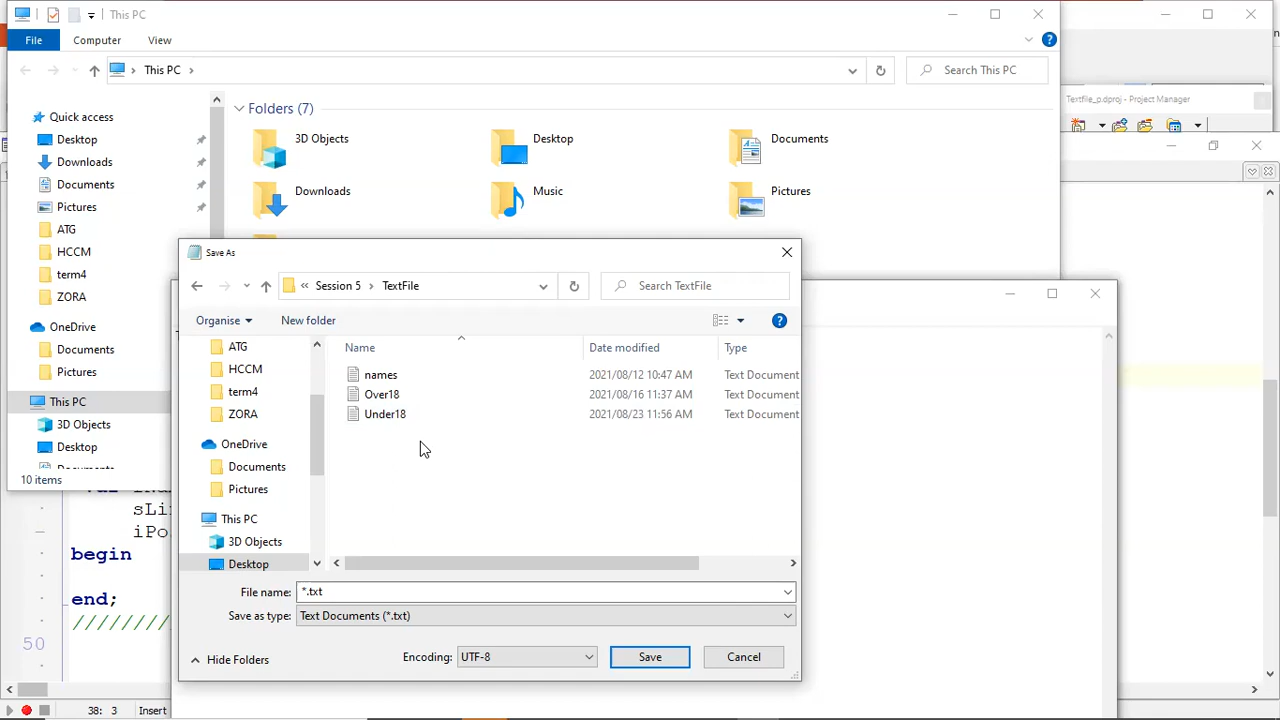 This PC
File
Computer
View
This PC
Search This PC
Quick access
Desktop
Downloads
Documents
Pictures
ATG
HCCM
term4
ZORA
OneDrive
Documents
Pictures
This PC
3D Objects
Desktop
10 items
Folders (7)
3D Objects
Desktop
Documents
Downloads
Music
Pictures
Textfile_p.dproj - Project Manager
Save As
« Session 5 TextFile
Search TextFile
Organise
New folder
ATG
HCCM
term4
ZORA
OneDrive
Documents
Pictures
This PC
3D Objects
Desktop
Name
Date modified
Type
names 2021/08/12 10:47 AM Text Document
Over18 2021/08/16 11:37 AM Text Document
Under18 2021/08/23 11:56 AM Text Document
File name: *.txt
Save as type: Text Documents (*.txt)
Hide Folders
Encoding: UTF-8
Save
Cancel
begin
end;
/////////
50
38: 3
Insert